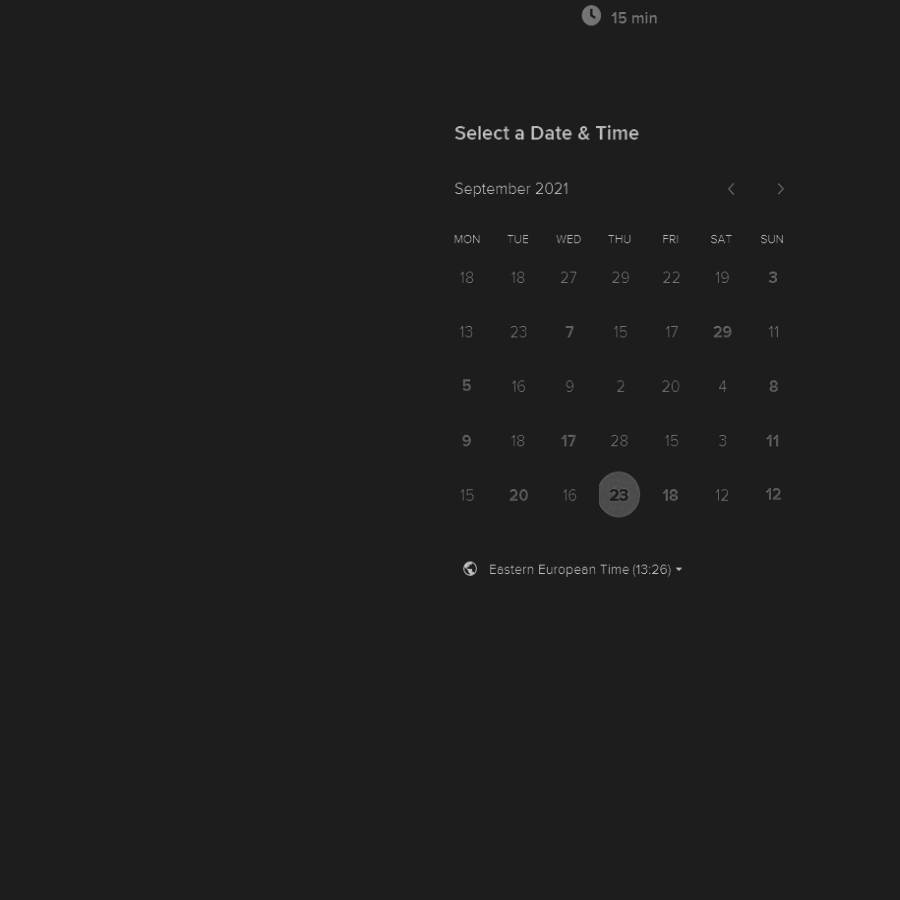 15 min
Select a Date & Time
September 2021
MON TUE WED THU FRI SAT SUN
18 18 27 29 22 19 3
13 23 7 15 17 29 11
5 16 9 2 20 4 8
9 18 17 28 15 3 11
15 20 16 23 18 12 12
Eastern European Time (13:26)